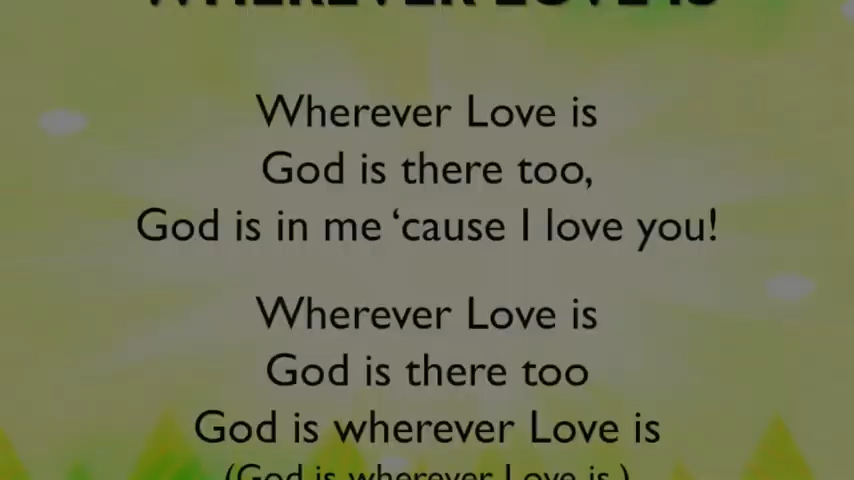 WHEREVER LOVE IS
Wherever Love is
God is there too,
God is in me ‘cause I love you!
Wherever Love is
God is there too
God is wherever Love is
(God is wherever Love is.)